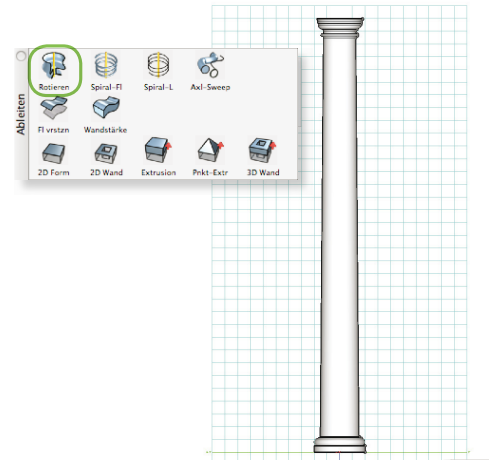 Ableiten
Rotieren Spiral-Fl Spiral-L Axl-Sweep
Fl vrstzn Wandstärke
2D Form 2D Wand Extrusion Pnkt-Extr 3D Wand